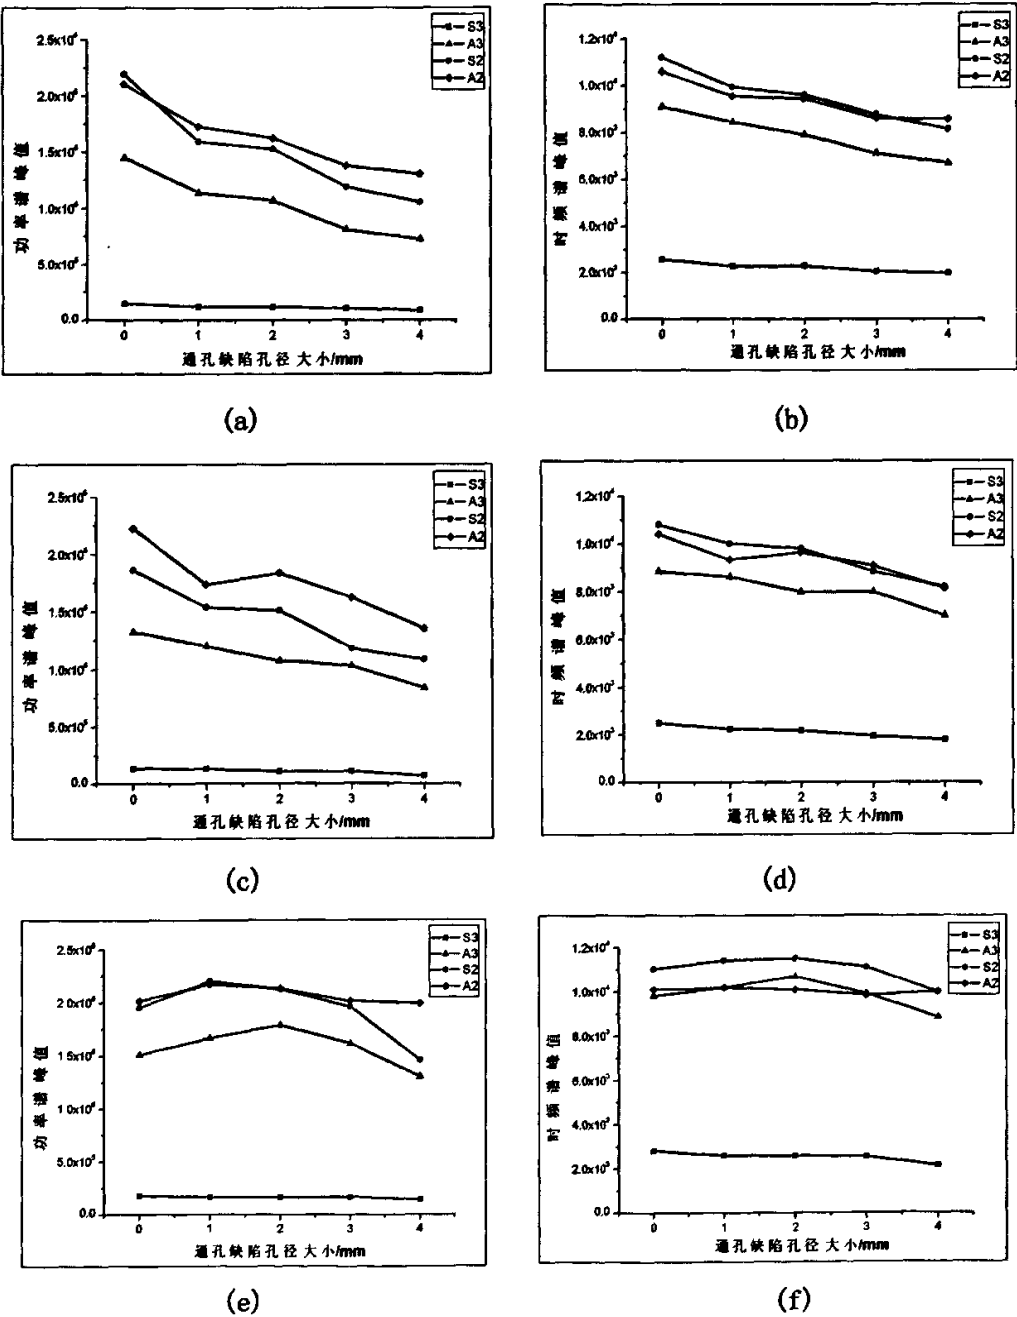 2.5x10⁶
2.0x10⁶
1.5x10⁶
1.0x10⁶
5.0x10⁵
0.0
功率谱峰值
0 1 2 3 4
通孔缺陷孔径大小/mm
S3
A3
S2
A2
(a)
1.2x10⁴
1.0x10⁴
8.0x10³
6.0x10³
4.0x10³
2.0x10³
0.0
时频谱峰值
0 1 2 3 4
通孔缺陷孔径大小/mm
S3
A3
S2
A2
(b)
2.5x10⁶
2.0x10⁶
1.5x10⁶
1.0x10⁶
5.0x10⁵
0.0
功率谱峰值
0 1 2 3 4
通孔缺陷孔径大小/mm
S3
A3
S2
A2
(c)
1.2x10⁴
1.0x10⁴
8.0x10³
6.0x10³
4.0x10³
2.0x10³
0.0
时频谱峰值
0 1 2 3 4
通孔缺陷孔径大小/mm
S3
A3
S2
A2
(d)
2.5x10⁶
2.0x10⁶
1.5x10⁶
1.0x10⁶
5.0x10⁵
0.0
功率谱峰值
0 1 2 3 4
通孔缺陷孔径大小/mm
S3
A3
S2
A2
(e)
1.2x10⁴
1.0x10⁴
8.0x10³
6.0x10³
4.0x10³
2.0x10³
0.0
时频谱峰值
0 1 2 3 4
通孔缺陷孔径大小/mm
S3
A3
S2
A2
(f)